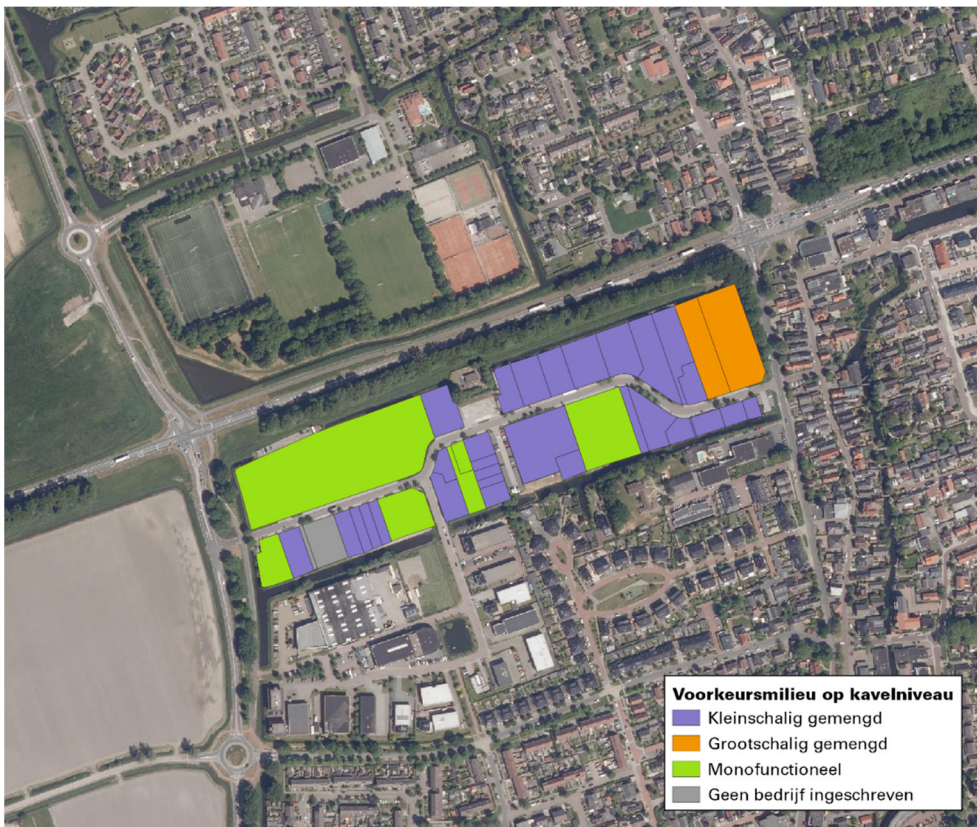 Voorkeursmilieu op kavelniveau
Kleinschalig gemengd
Grootschalig gemengd
Monofunctioneel
Geen bedrijf ingeschreven